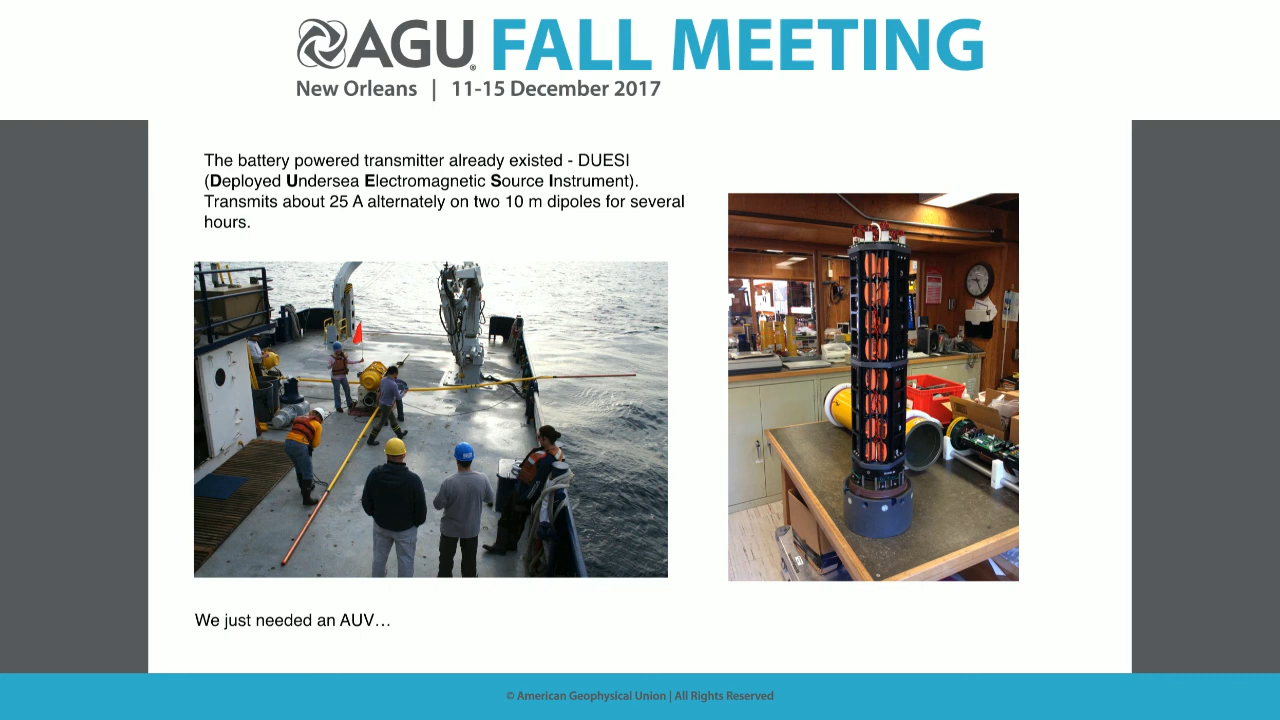 AGU FALL MEETING
New Orleans | 11-15 December 2017
The battery powered transmitter already existed - DUESI
(Deployed Undersea Electromagnetic Source Instrument).
Transmits about 25 A alternately on two 10 m dipoles for several
hours.
We just needed an AUV…
© American Geophysical Union | All Rights Reserved